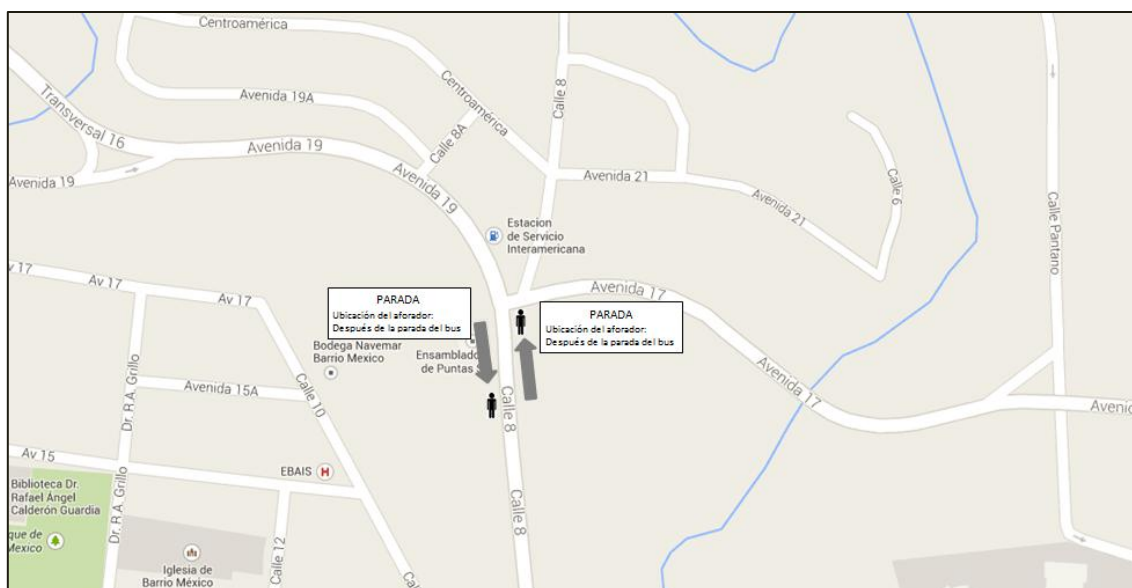 Centroamérica
Calle 8
Centroamérica
Avenida 19A
Transversal 16
Calle 8A
Avenida 19
Avenida 19
Avenida 19
Avenida 21
Avenida 21
Calle 6
Calle Pantano
Estacion
de Servicio
Interamericana
Av 17
Av 17
Avenida 17
PARADA
Ubicación del aforador:
Después de la parada del bus
PARADA
Ubicación del aforador:
Después de la parada del bus
Bodega Navemar
Barrio Mexico
Ensamblado
de Puntas
Avenida 15A
Dr. R.A. Grillo
Calle 10
Calle 8
Avenida 17
Av 15
EBAIS
Biblioteca Dr.
Rafael Ángel
Calderón Guardia
Dr. R.A. Grillo
Calle 12
Calle 8
que de
Mexico
Iglesia de
Barrio México